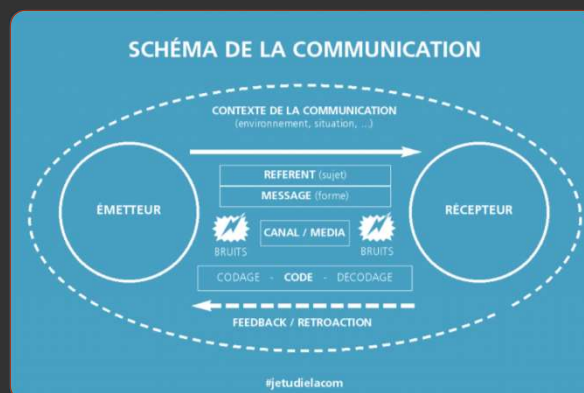 SCHÉMA DE LA COMMUNICATION
CONTEXTE DE LA COMMUNICATION
(environnement, situation, ...)
REFERENT (sujet)
MESSAGE (forme)
ÉMETTEUR
RÉCEPTEUR
CANAL / MEDIA
BRUITS
BRUITS
CODAGE - CODE - DÉCODAGE
FEEDBACK / RETROACTION
#jetudielacom